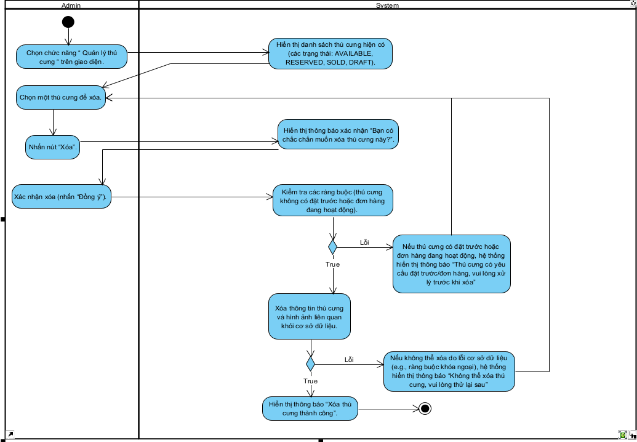 Admin
System
Chọn chức năng “ Quản lý thú
cưng “ trên giao diện.
Hiển thị danh sách thú cưng hiện có
(các trạng thái: AVAILABLE,
RESERVED, SOLD, DRAFT).
Chọn một thú cưng để xóa.
Nhấn nút “Xóa”.
Hiển thị thông báo xác nhận “Bạn có
chắc chắn muốn xóa thú cưng này?”.
Xác nhận xóa (nhấn “Đồng ý”).
Kiểm tra các ràng buộc (thú cưng
không có đặt trước hoặc đơn hàng
đang hoạt động).
Lỗi
True
Nếu thú cưng có đặt trước hoặc
đơn hàng đang hoạt động, hệ thống
hiển thị thông báo “Thú cưng có yêu
cầu đặt trước/đơn hàng, vui lòng xử
lý trước khi xóa”
Xóa thông tin thú cưng
và hình ảnh liên quan
khỏi cơ sở dữ liệu.
Lỗi
True
Nếu không thể xóa do lỗi cơ sở dữ liệu
(e.g., ràng buộc khóa ngoại), hệ thống
hiển thị thông báo “Không thể xóa thú
cưng, vui lòng thử lại sau”
Hiển thị thông báo “Xóa thú
cưng thành công”.